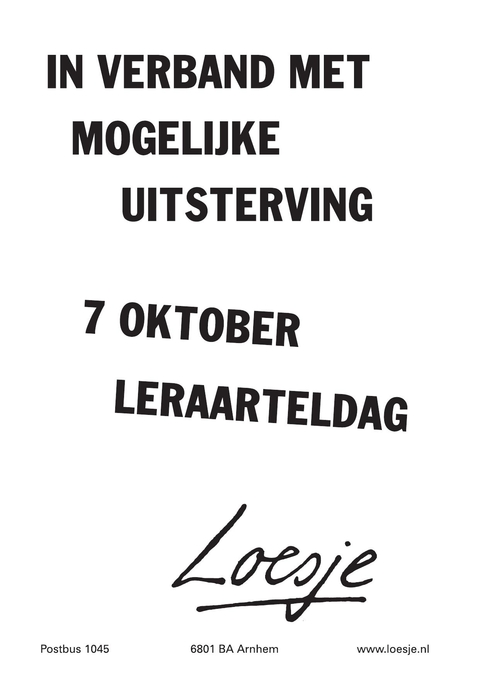 IN VERBAND MET
MOGELIJKE
UITSTERVING
7 OKTOBER
LERAARTELDAG
Loesje
Postbus 1045 6801 BA Arnhem www.loesje.nl